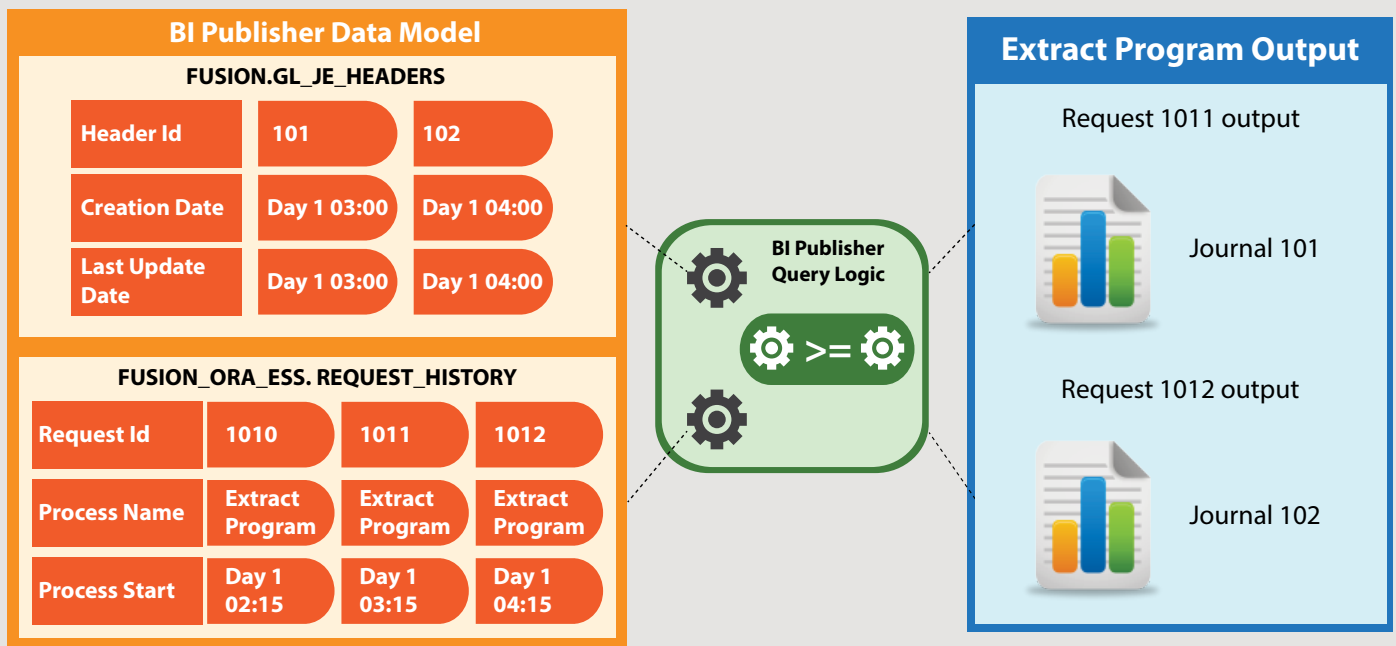 BI Publisher Data Model
FUSION.GL_JE_HEADERS
Header Id 101 102
Creation Date Day 1 03:00 Day 1 04:00
Last Update
Date Day 1 03:00 Day 1 04:00
FUSION_ORA_ESS. REQUEST_HISTORY
Request Id 1010 1011 1012
Process Name Extract
Program Extract
Program Extract
Program
Process Start Day 1
02:15 Day 1
03:15 Day 1
04:15
BI Publisher
Query Logic
>=
Extract Program Output
Request 1011 output
Journal 101
Request 1012 output
Journal 102